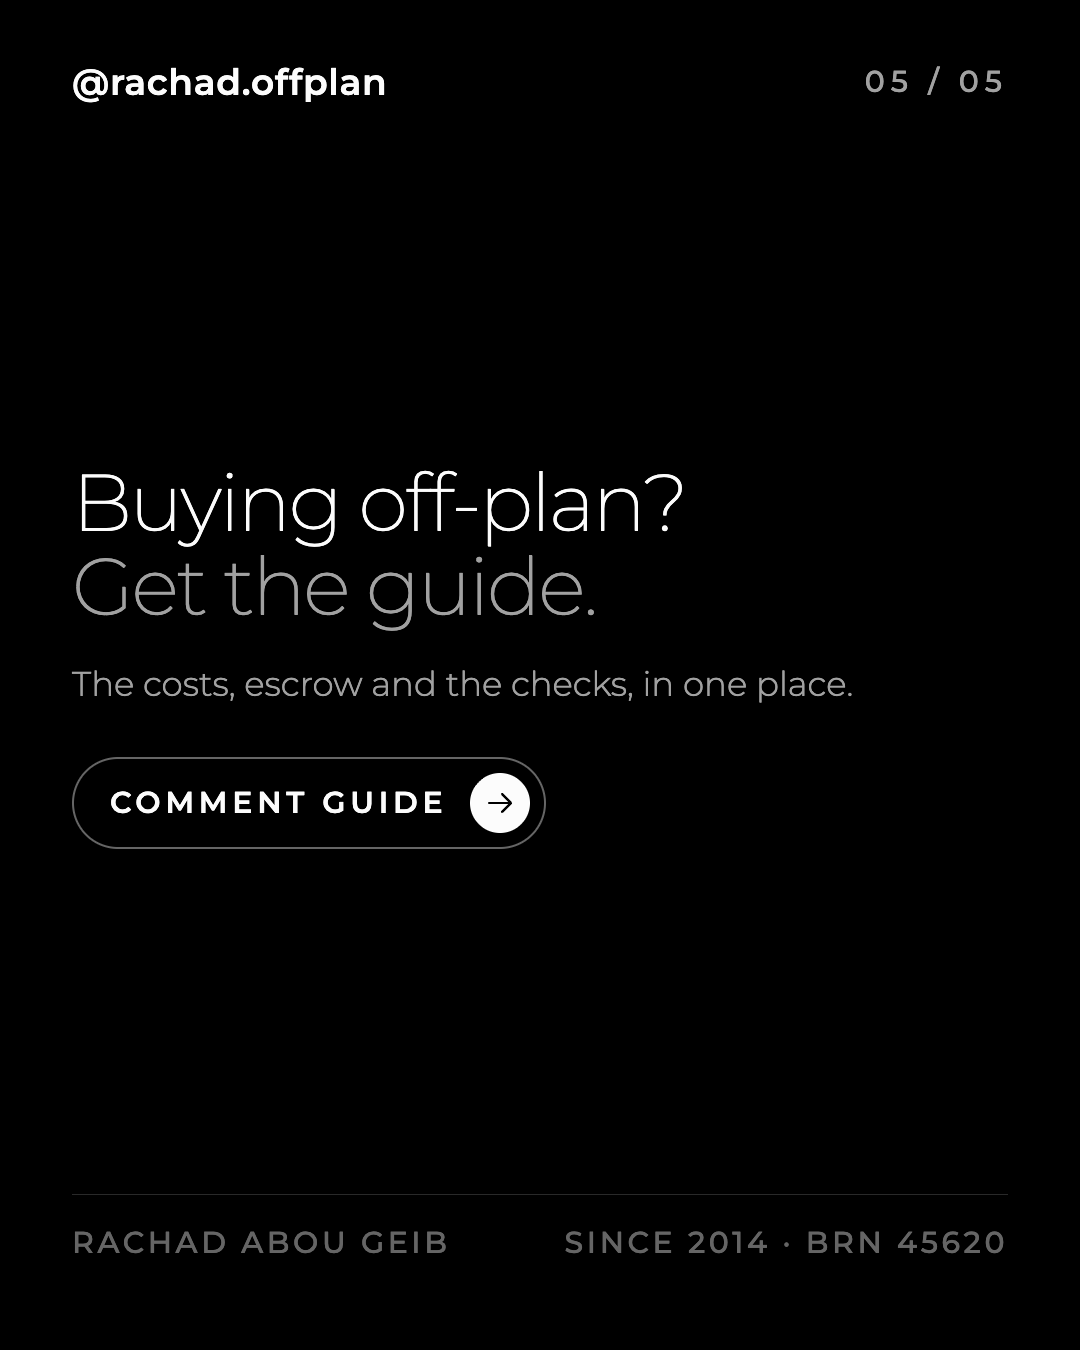 @rachad.offplan
05 / 05
Buying off-plan?
Get the guide.
The costs, escrow and the checks, in one place.
COMMENT GUIDE
RACHAD ABOU GEIB
SINCE 2014 · BRN 45620